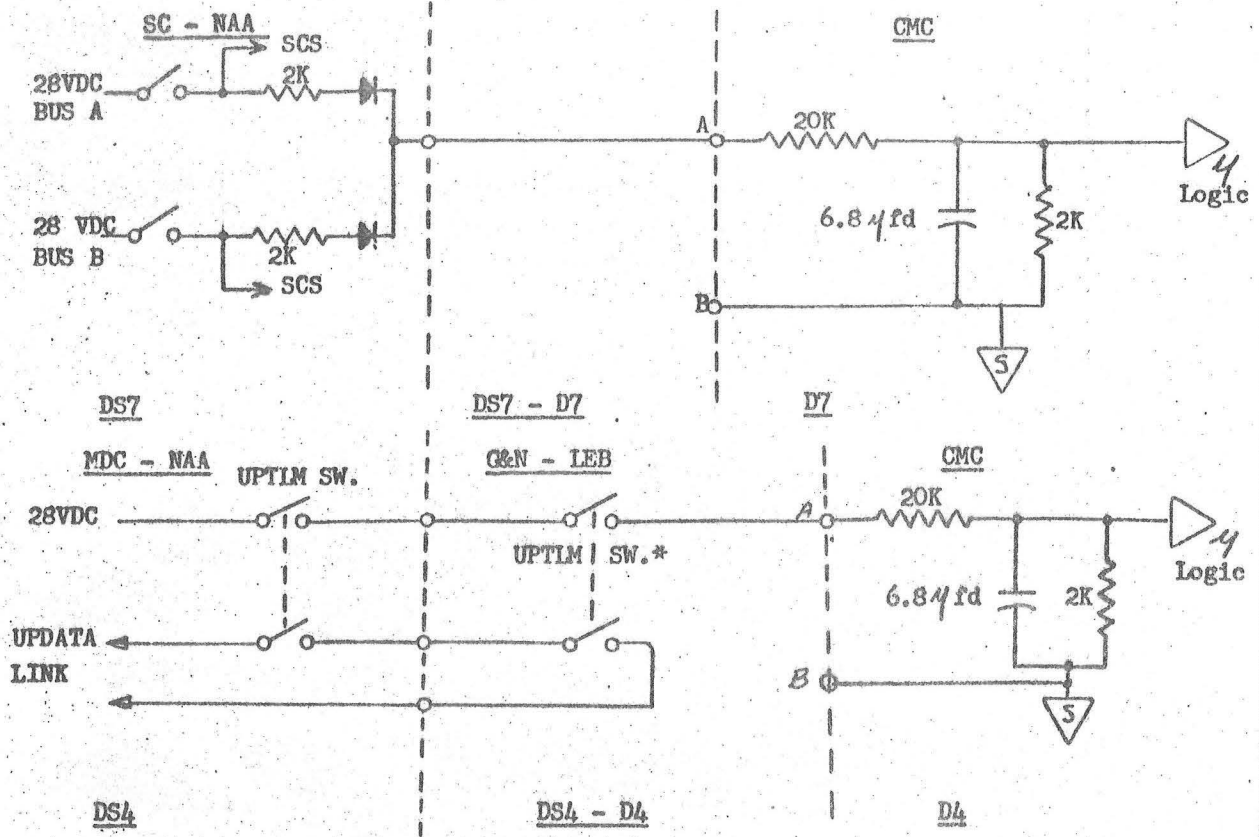 SC - NAA
CMC
SCS
28VDC
BUS A
2K
A
20K
6.8 μfd
2K
Logic
28 VDC
BUS B
2K
SCS
B
S
DS7
DS7 - D7
D7
MDC - NAA
UPTLM SW.
G&N - LEB
CMC
28VDC
A
20K
UPTLM SW.*
6.8 μfd
2K
Logic
UPDATA
LINK
B
S
DS4
DS4 - D4
D4